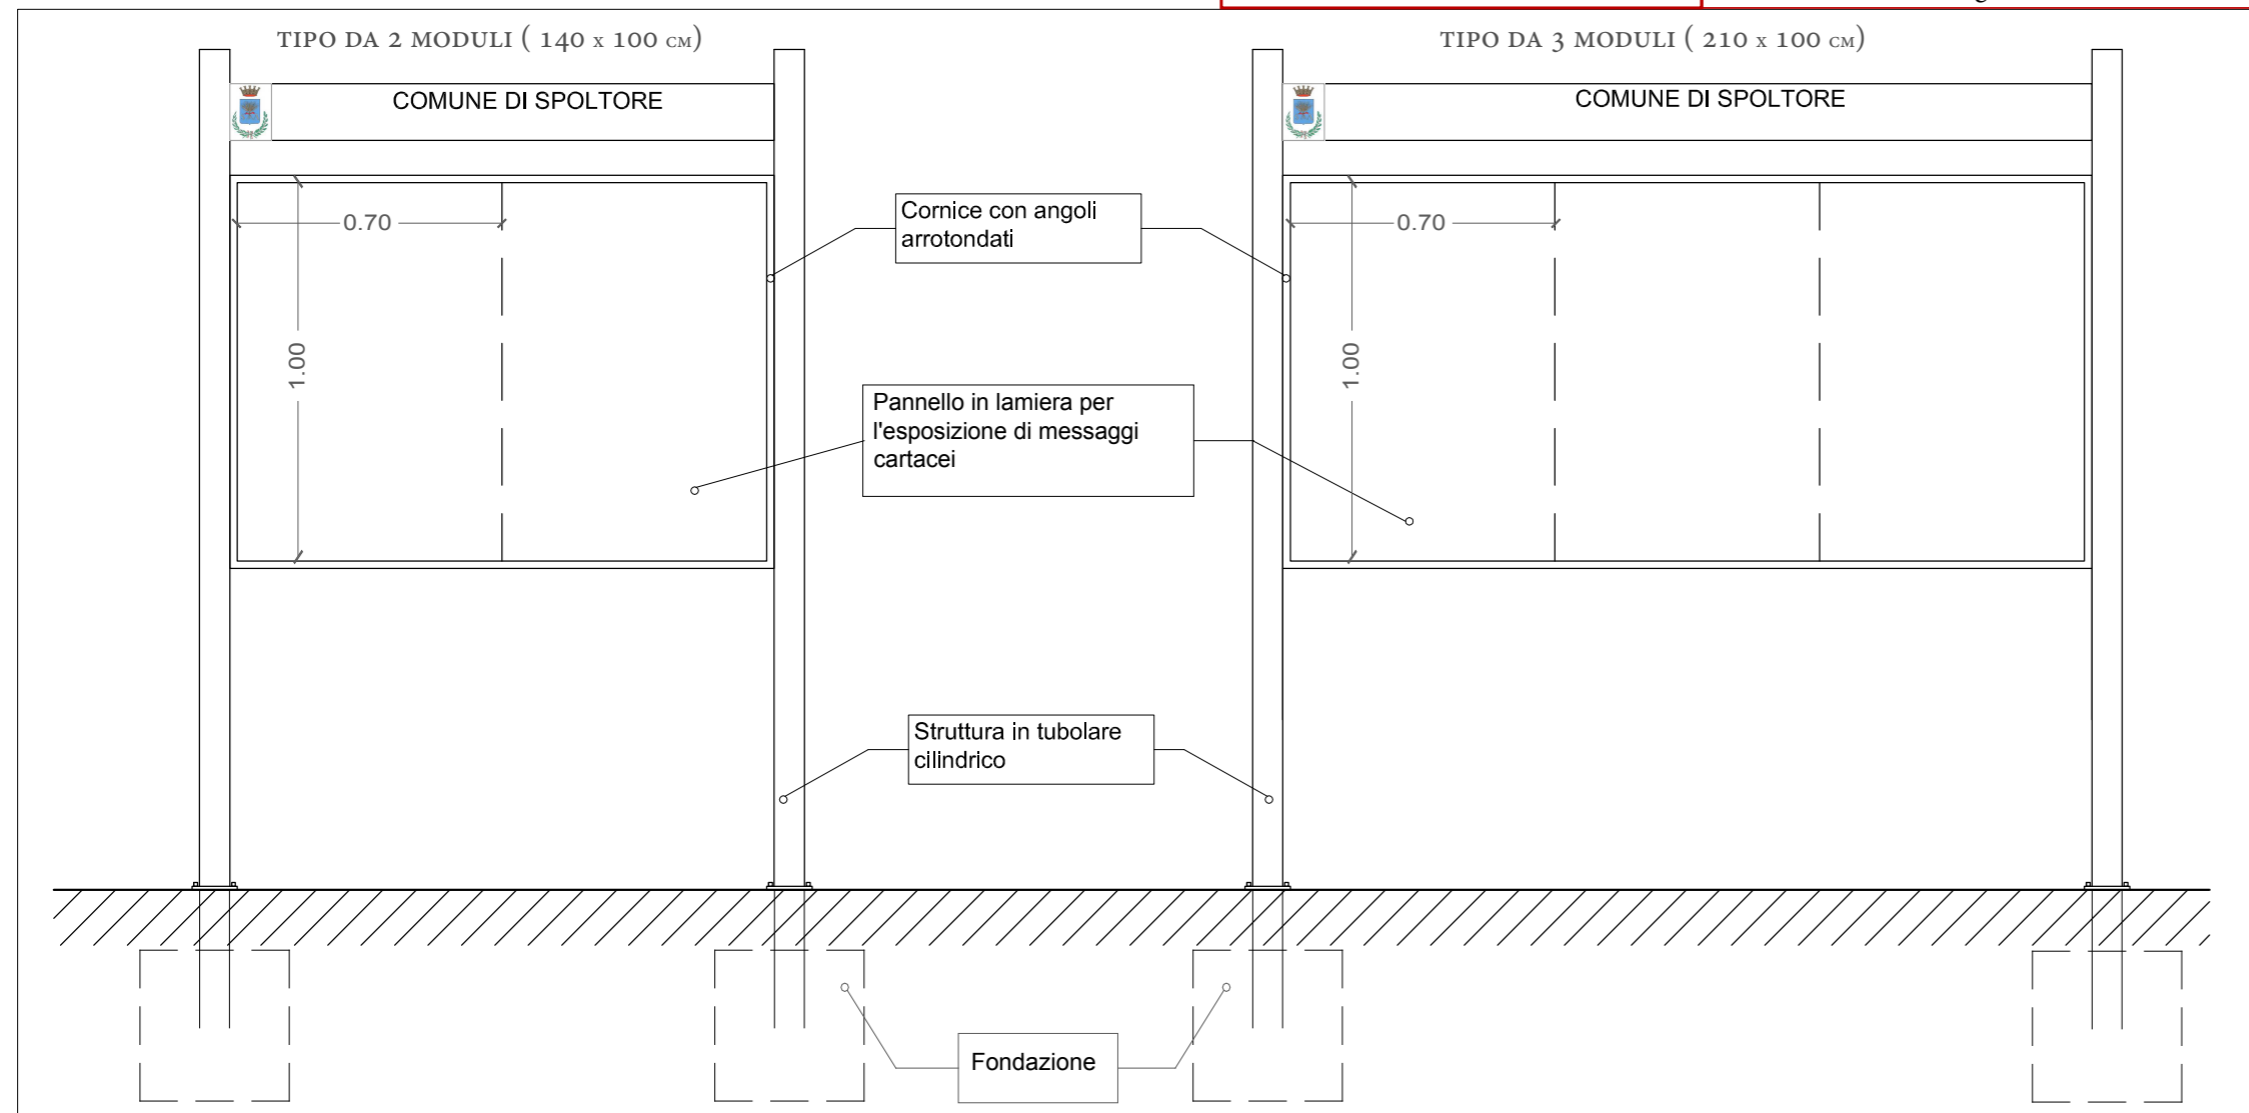 TIPO DA 2 MODULI ( 140 x 100 CM)
COMUNE DI SPOLTORE
0.70
1.00
TIPO DA 3 MODULI ( 210 x 100 CM)
COMUNE DI SPOLTORE
0.70
1.00
Cornice con angoli
arrotondati
Pannello in lamiera per
l'esposizione di messaggi
cartacei
Struttura in tubolare
cilindrico
Fondazione